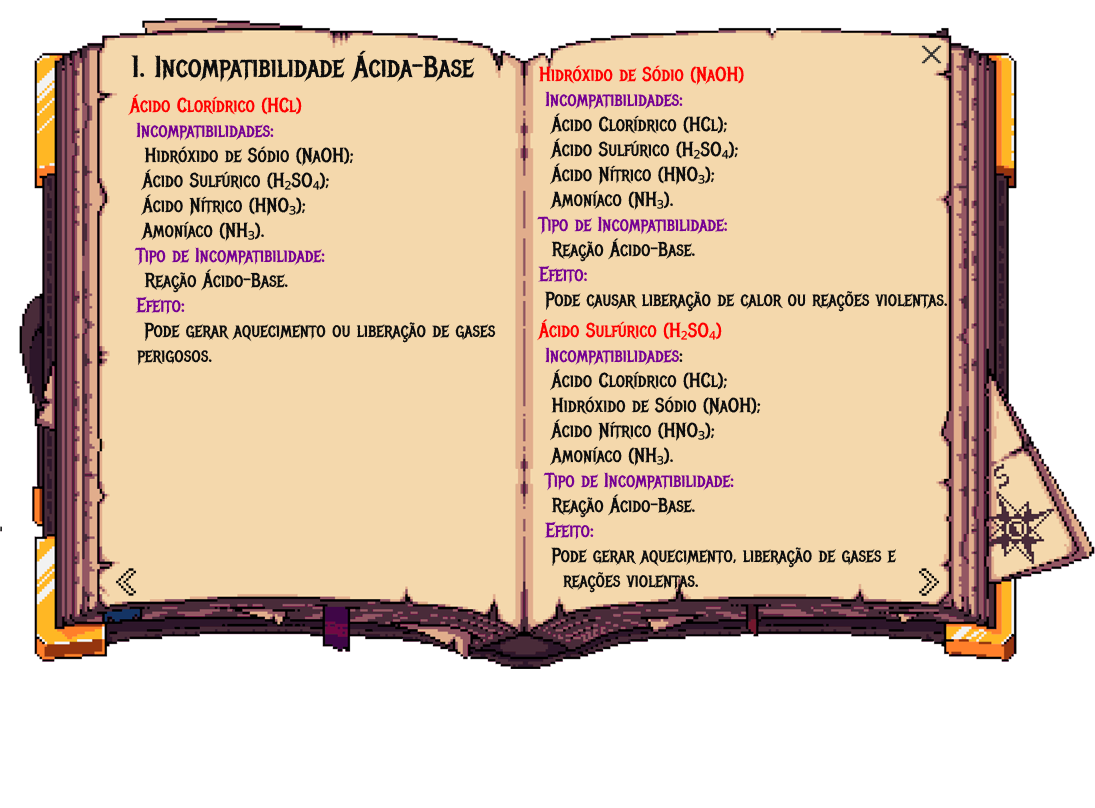 I. Incompatibilidade Ácida-Base
Ácido Clorídrico (HCl)
Incompatibilidades:
Hidróxido de Sódio (NaOH);
Ácido Sulfúrico (H₂SO₄);
Ácido Nítrico (HNO₃);
Amoníaco (NH₃).
Tipo de Incompatibilidade:
Reação Ácido-Base.
Efeito:
Pode gerar aquecimento ou liberação de gases
perigosos.
Hidróxido de Sódio (NaOH)
Incompatibilidades:
Ácido Clorídrico (HCl);
Ácido Sulfúrico (H₂SO₄);
Ácido Nítrico (HNO₃);
Amoníaco (NH₃).
Tipo de Incompatibilidade:
Reação Ácido-Base.
Efeito:
Pode causar liberação de calor ou reações violentas.
Ácido Sulfúrico (H₂SO₄)
Incompatibilidades:
Ácido Clorídrico (HCl);
Hidróxido de Sódio (NaOH);
Ácido Nítrico (HNO₃);
Amoníaco (NH₃).
Tipo de Incompatibilidade:
Reação Ácido-Base.
Efeito:
Pode gerar aquecimento, liberação de gases e
reações violentas.